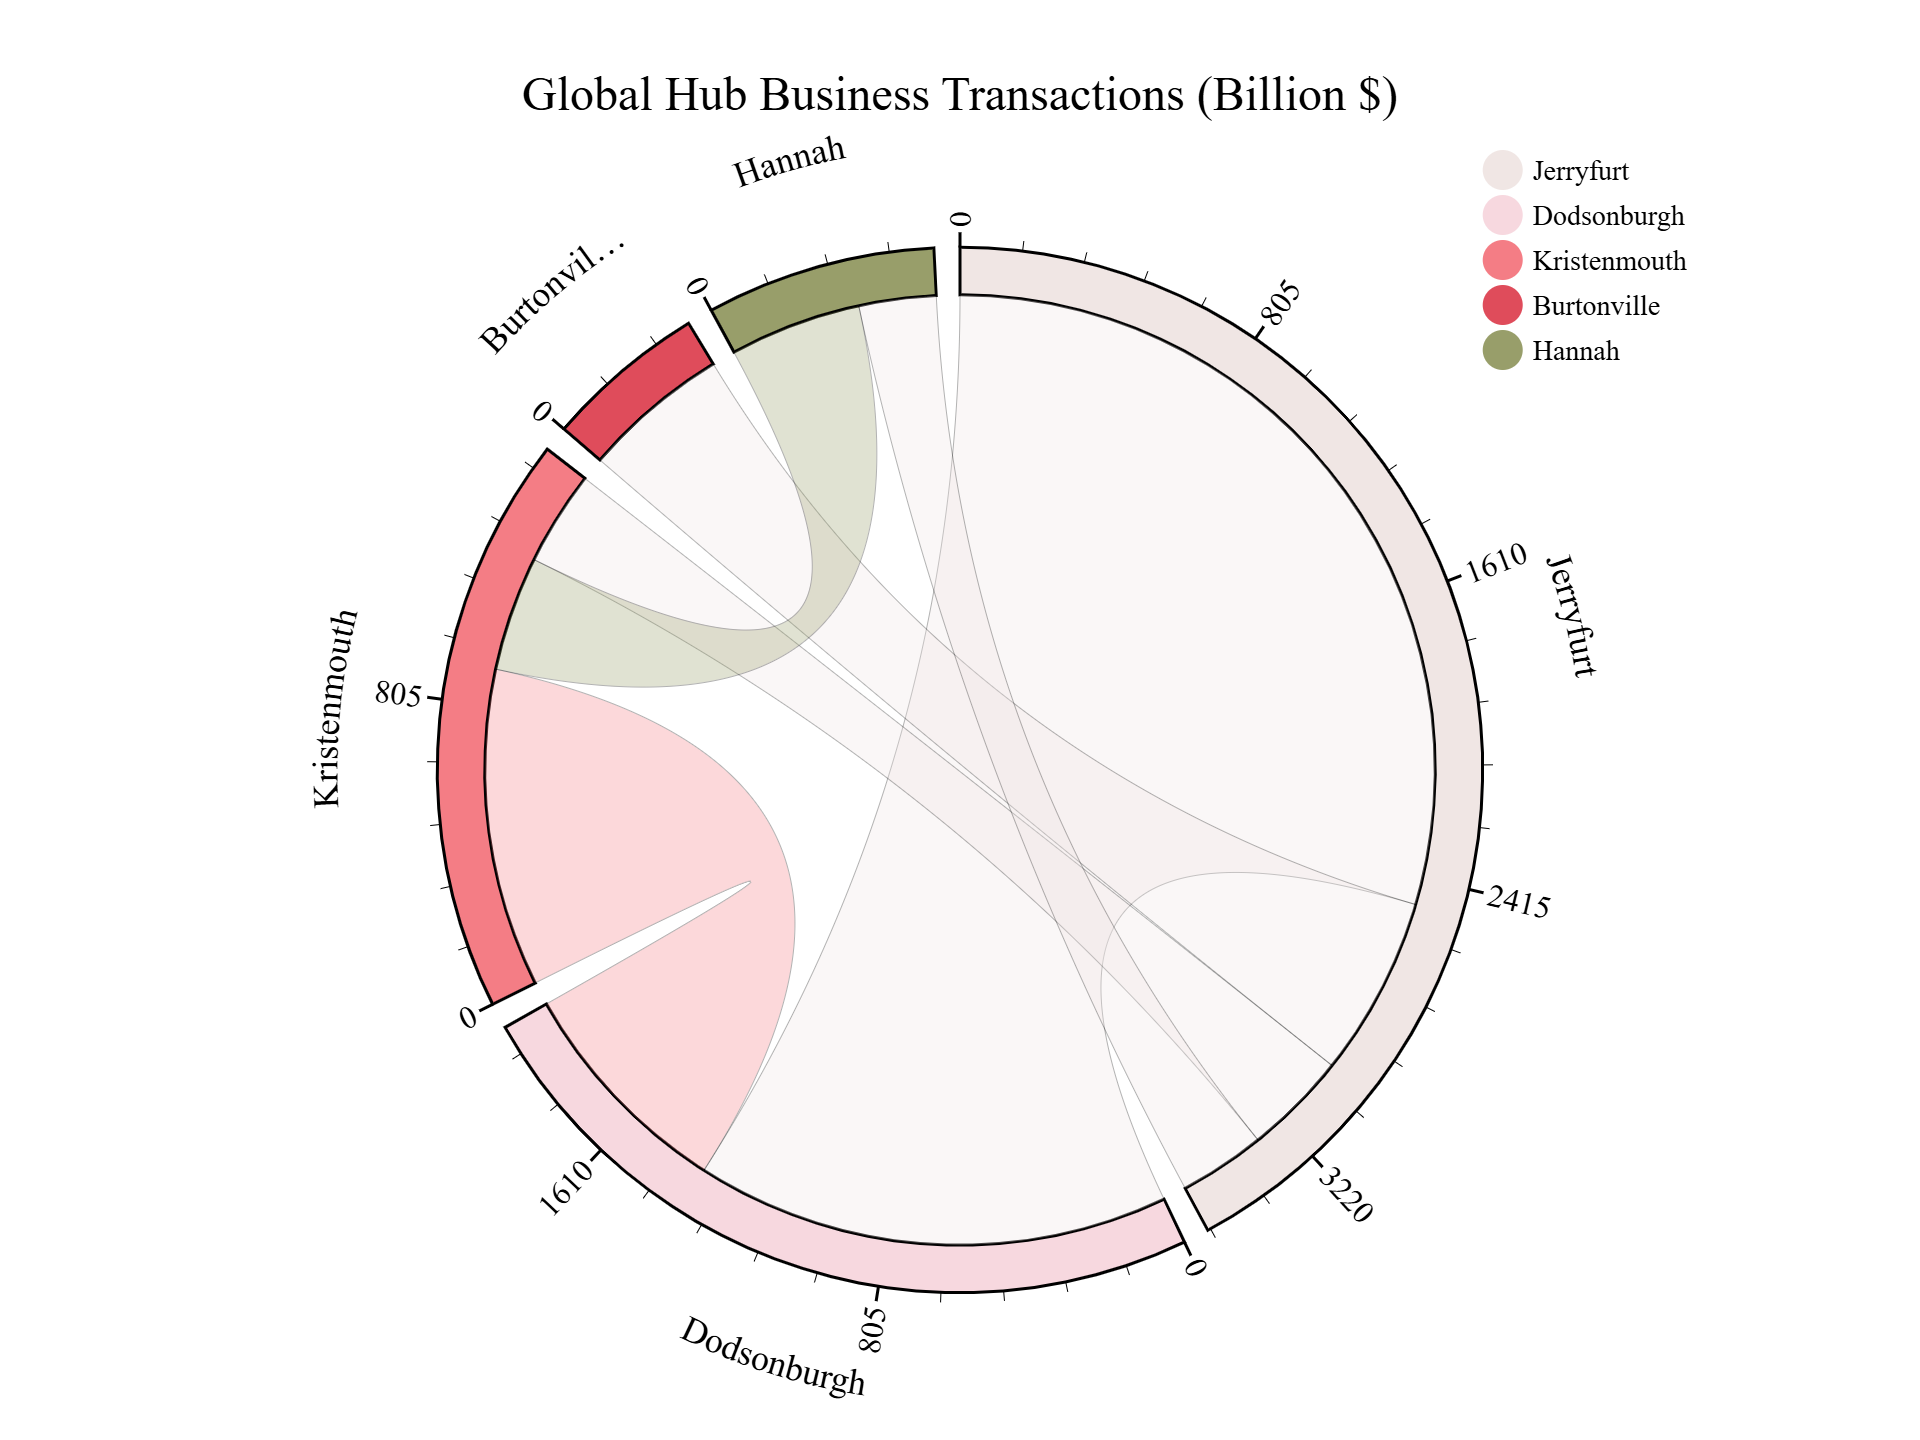 Global Hub Business Transactions (Billion $)
Jerryfurt
Dodsonburgh
Kristenmouth
Burtonville
Hannah
Hannah
Burtonvil…
Kristenmouth
Dodsonburgh
Jerryfurt
0
805
1610
2415
3220
0
805
1610
0
805
0
0